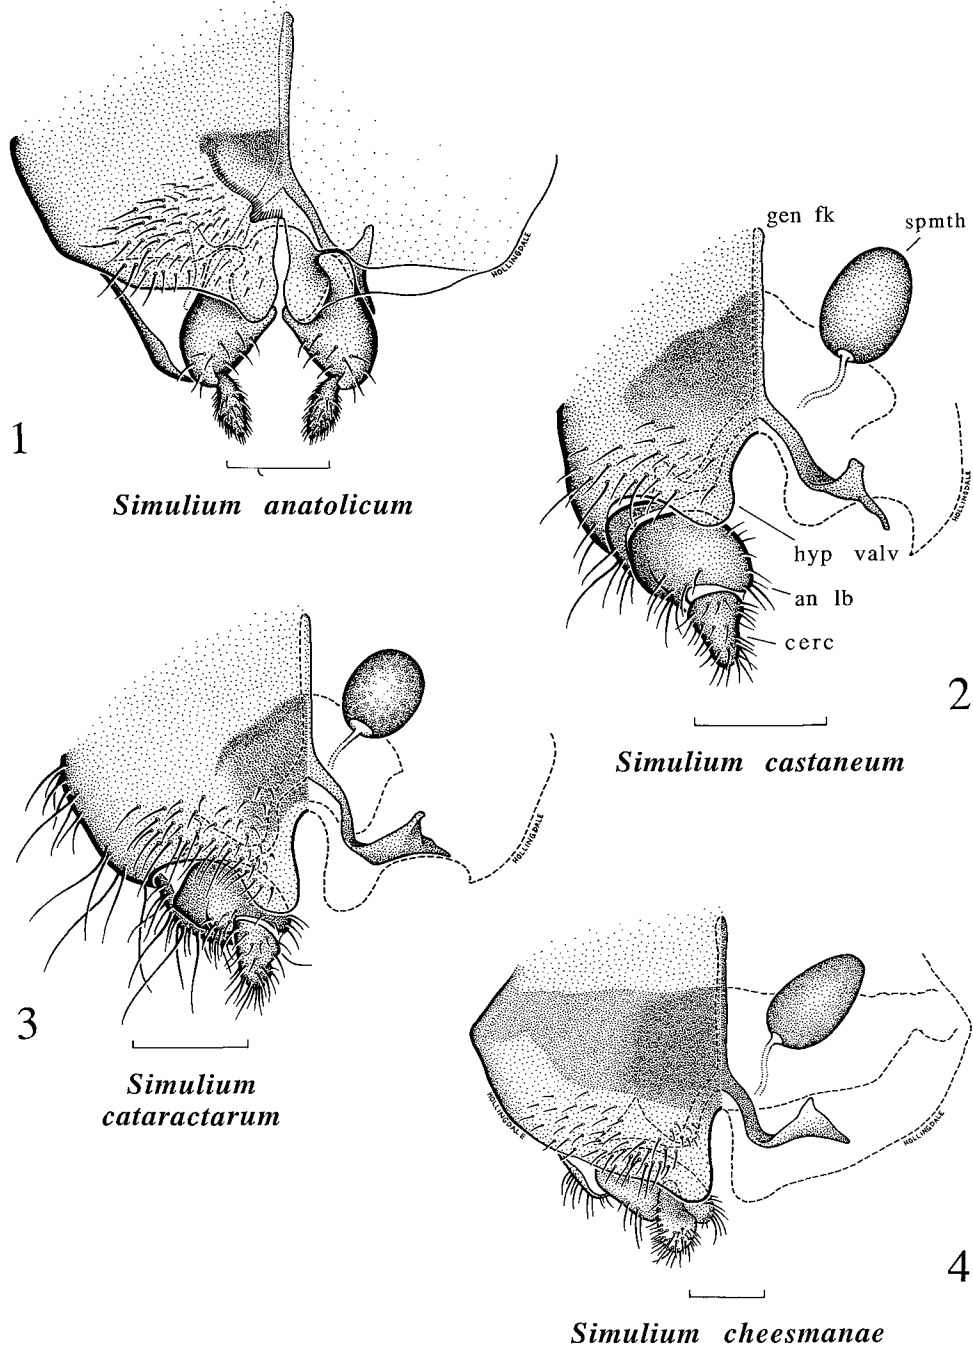 HOLLINGDALE
1
Simulium anatolicum
gen fk
spmth
HOLLINGDALE
hyp valv
an lb
cerc
2
Simulium castaneum
HOLLINGDALE
3
Simulium
cataractarum
HOLLINGDALE
HOLLINGDALE
4
Simulium cheesmanae